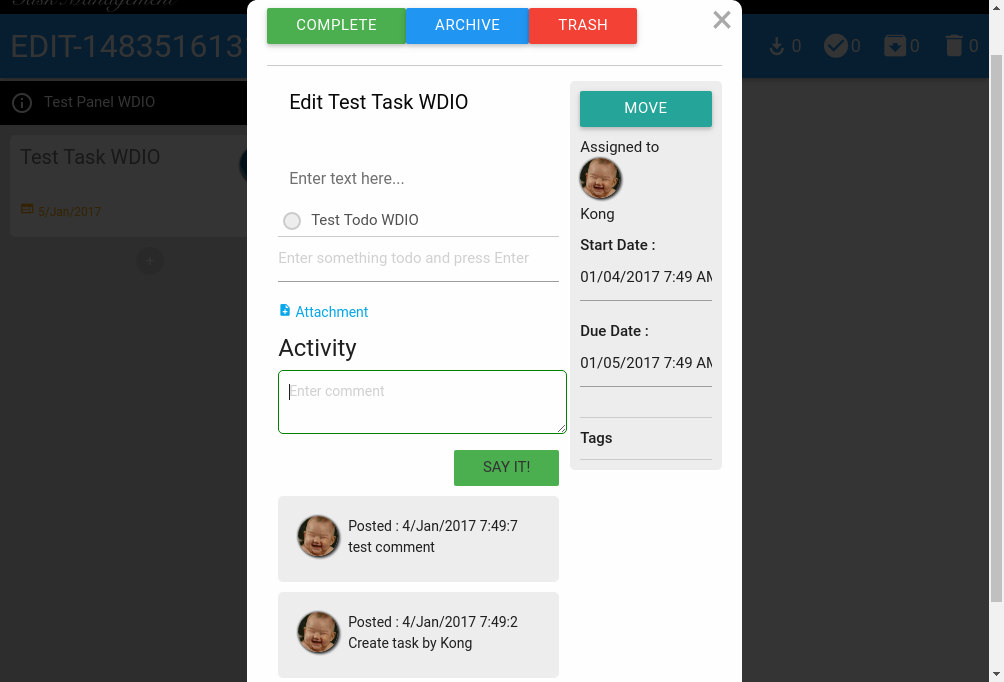 Task Management
COMPLETE ARCHIVE TRASH ×
EDIT-148351613
0 0 0 0
Test Panel WDIO
Edit Test Task WDIO
MOVE
Test Task WDIO
Assigned to
Enter text here...
5/Jan/2017
Kong
Test Todo WDIO
Start Date :
Enter something todo and press Enter
01/04/2017 7:49 AM
Attachment
Due Date :
Activity
01/05/2017 7:49 AM
Enter comment
Tags
SAY IT!
Posted : 4/Jan/2017 7:49:7
test comment
Posted : 4/Jan/2017 7:49:2
Create task by Kong